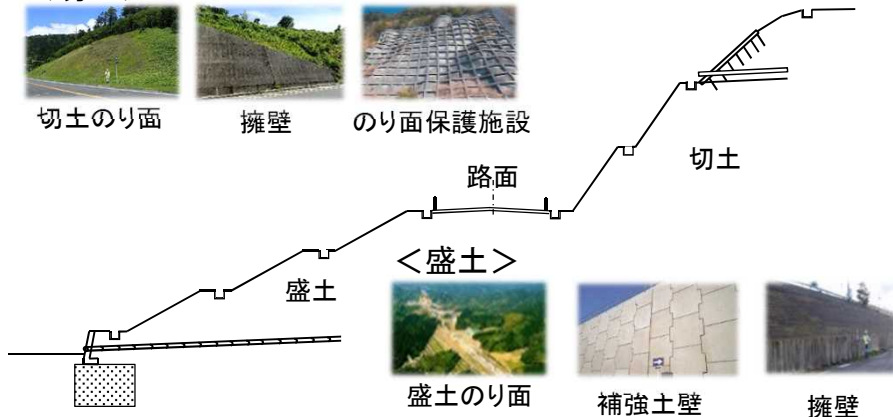 切土のり面
擁壁
のり面保護施設
路面
切土
盛土
＜盛土＞
盛土のり面
補強土壁
擁壁